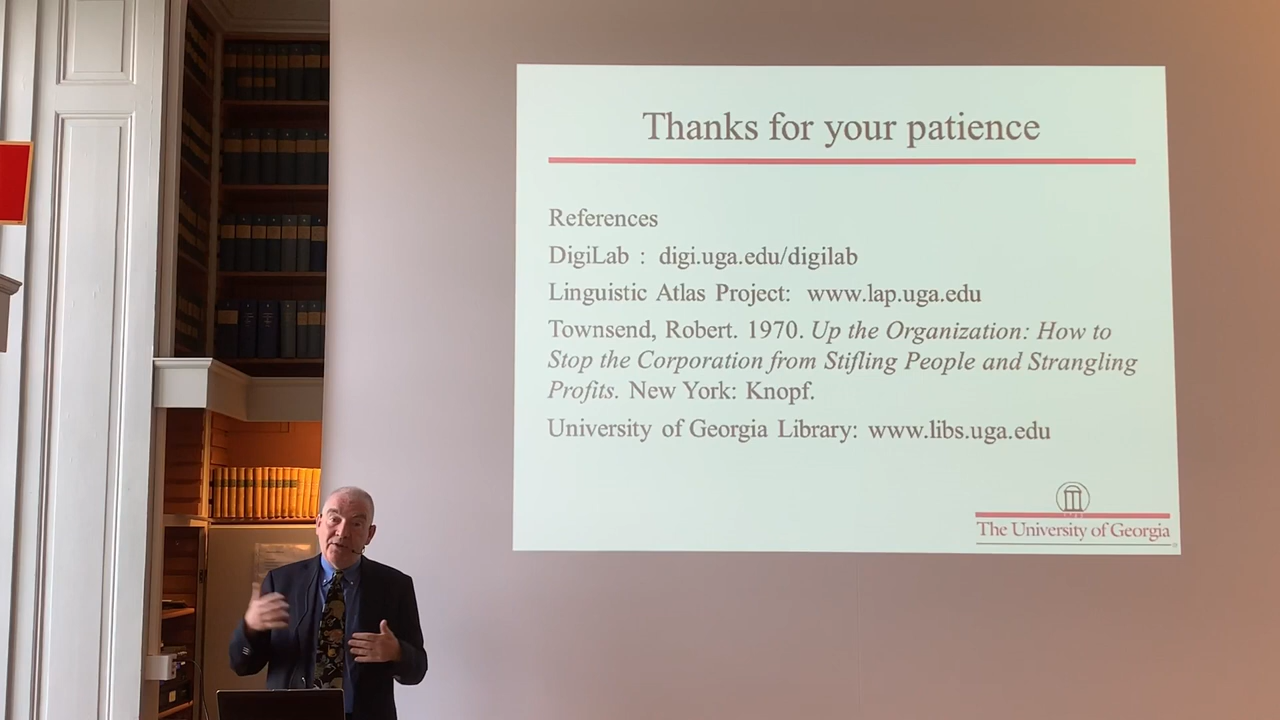 Thanks for your patience
References
DigiLab : digi.uga.edu/digilab
Linguistic Atlas Project: www.lap.uga.edu
Townsend, Robert. 1970. Up the Organization: How to
Stop the Corporation from Stifling People and Strangling
Profits. New York: Knopf.
University of Georgia Library: www.libs.uga.edu
The University of Georgia